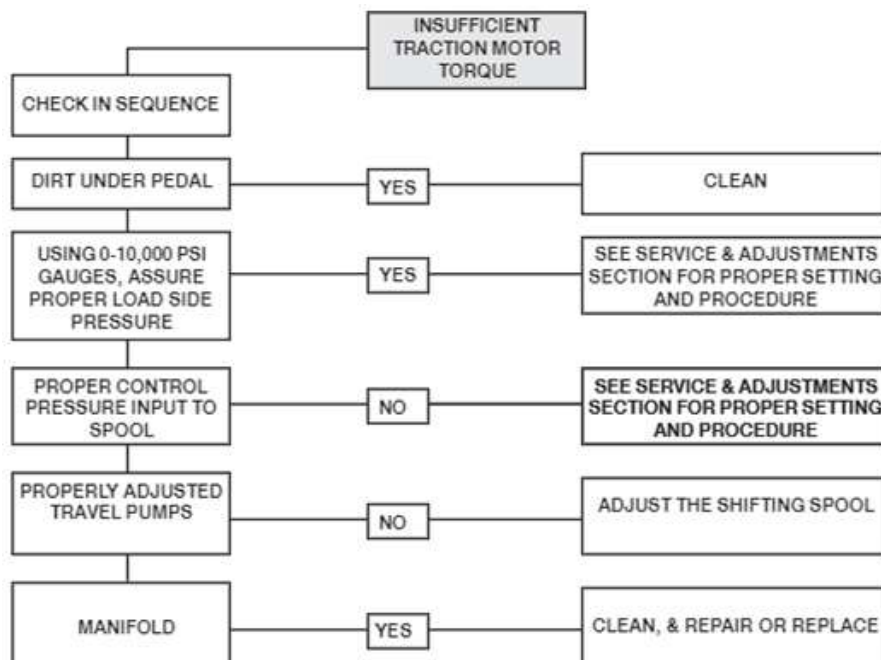 INSUFFICIENT
TRACTION MOTOR
TORQUE
CHECK IN SEQUENCE
DIRT UNDER PEDAL
YES
CLEAN
USING 0-10,000 PSI
GAUGES, ASSURE
PROPER LOAD SIDE
PRESSURE
YES
SEE SERVICE & ADJUSTMENTS
SECTION FOR PROPER SETTING
AND PROCEDURE
PROPER CONTROL
PRESSURE INPUT TO
SPOOL
NO
SEE SERVICE & ADJUSTMENTS
SECTION FOR PROPER SETTING
AND PROCEDURE
PROPERLY ADJUSTED
TRAVEL PUMPS
NO
ADJUST THE SHIFTING SPOOL
MANIFOLD
YES
CLEAN, & REPAIR OR REPLACE